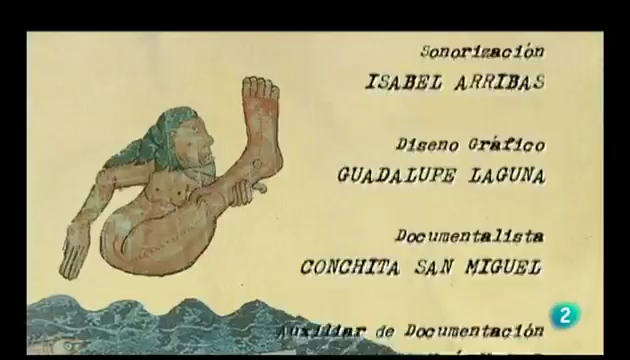 Sonorización
ISABEL ARRIBAS
Diseno Gráfico
GUADALUPE LAGUNA
Documentalista
CONCHITA SAN MIGUEL
Auxiliar de Documentación
2